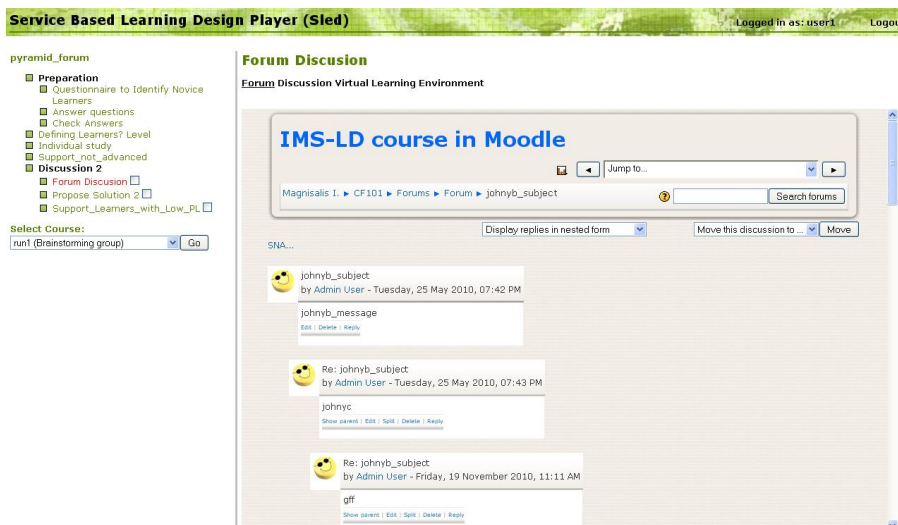 Service Based Learning Design Player (Sled)
Logged in as: user1 Logou
pyramid_forum
Preparation
Questionnaire to Identify Novice
Learners
Answer questions
Check Answers
Defining Learners? Level
Individual study
Support_not_advanced
Discussion 2
Forum Discusion
Propose Solution 2
Support_Learners_with_Low_PL
Select Course:
run1 (Brainstorming group) Go
Forum Discusion
Forum Discussion Virtual Learning Environment
IMS-LD course in Moodle
Jump to...
Magnisalis I. ► CF101 ► Forums ► Forum ► johnyb_subject
Search forums
Display replies in nested form
Move this discussion to ... Move
SNA...
johnyb_subject
by Admin User - Tuesday, 25 May 2010, 07:42 PM
johnyb_message
Edit | Delete | Reply
Re: johnyb_subject
by Admin User - Tuesday, 25 May 2010, 07:43 PM
johnyc
Show parent | Edit | Split | Delete | Reply
Re: johnyb_subject
by Admin User - Friday, 19 November 2010, 11:11 AM
gff
Show parent | Edit | Split | Delete | Reply